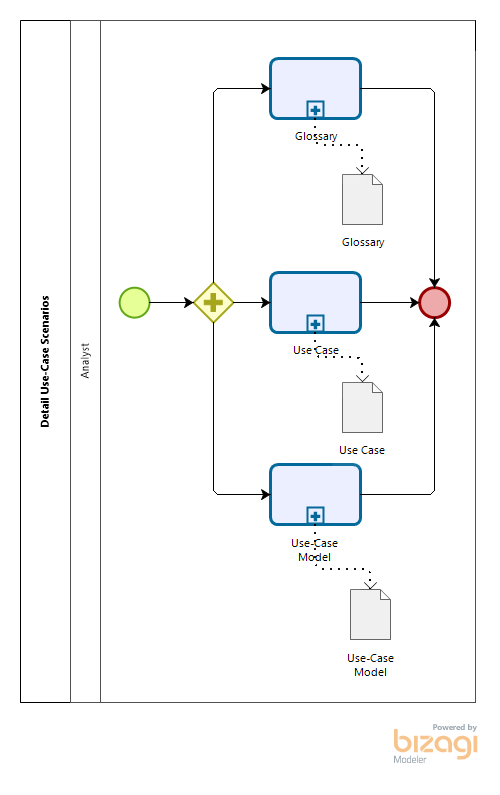 Detail Use-Case Scenarios
Analyst
Glossary
Glossary
Use Case
Use Case
Use-Case
Model
Use-Case
Model
Powered by
bizagi
Modeler